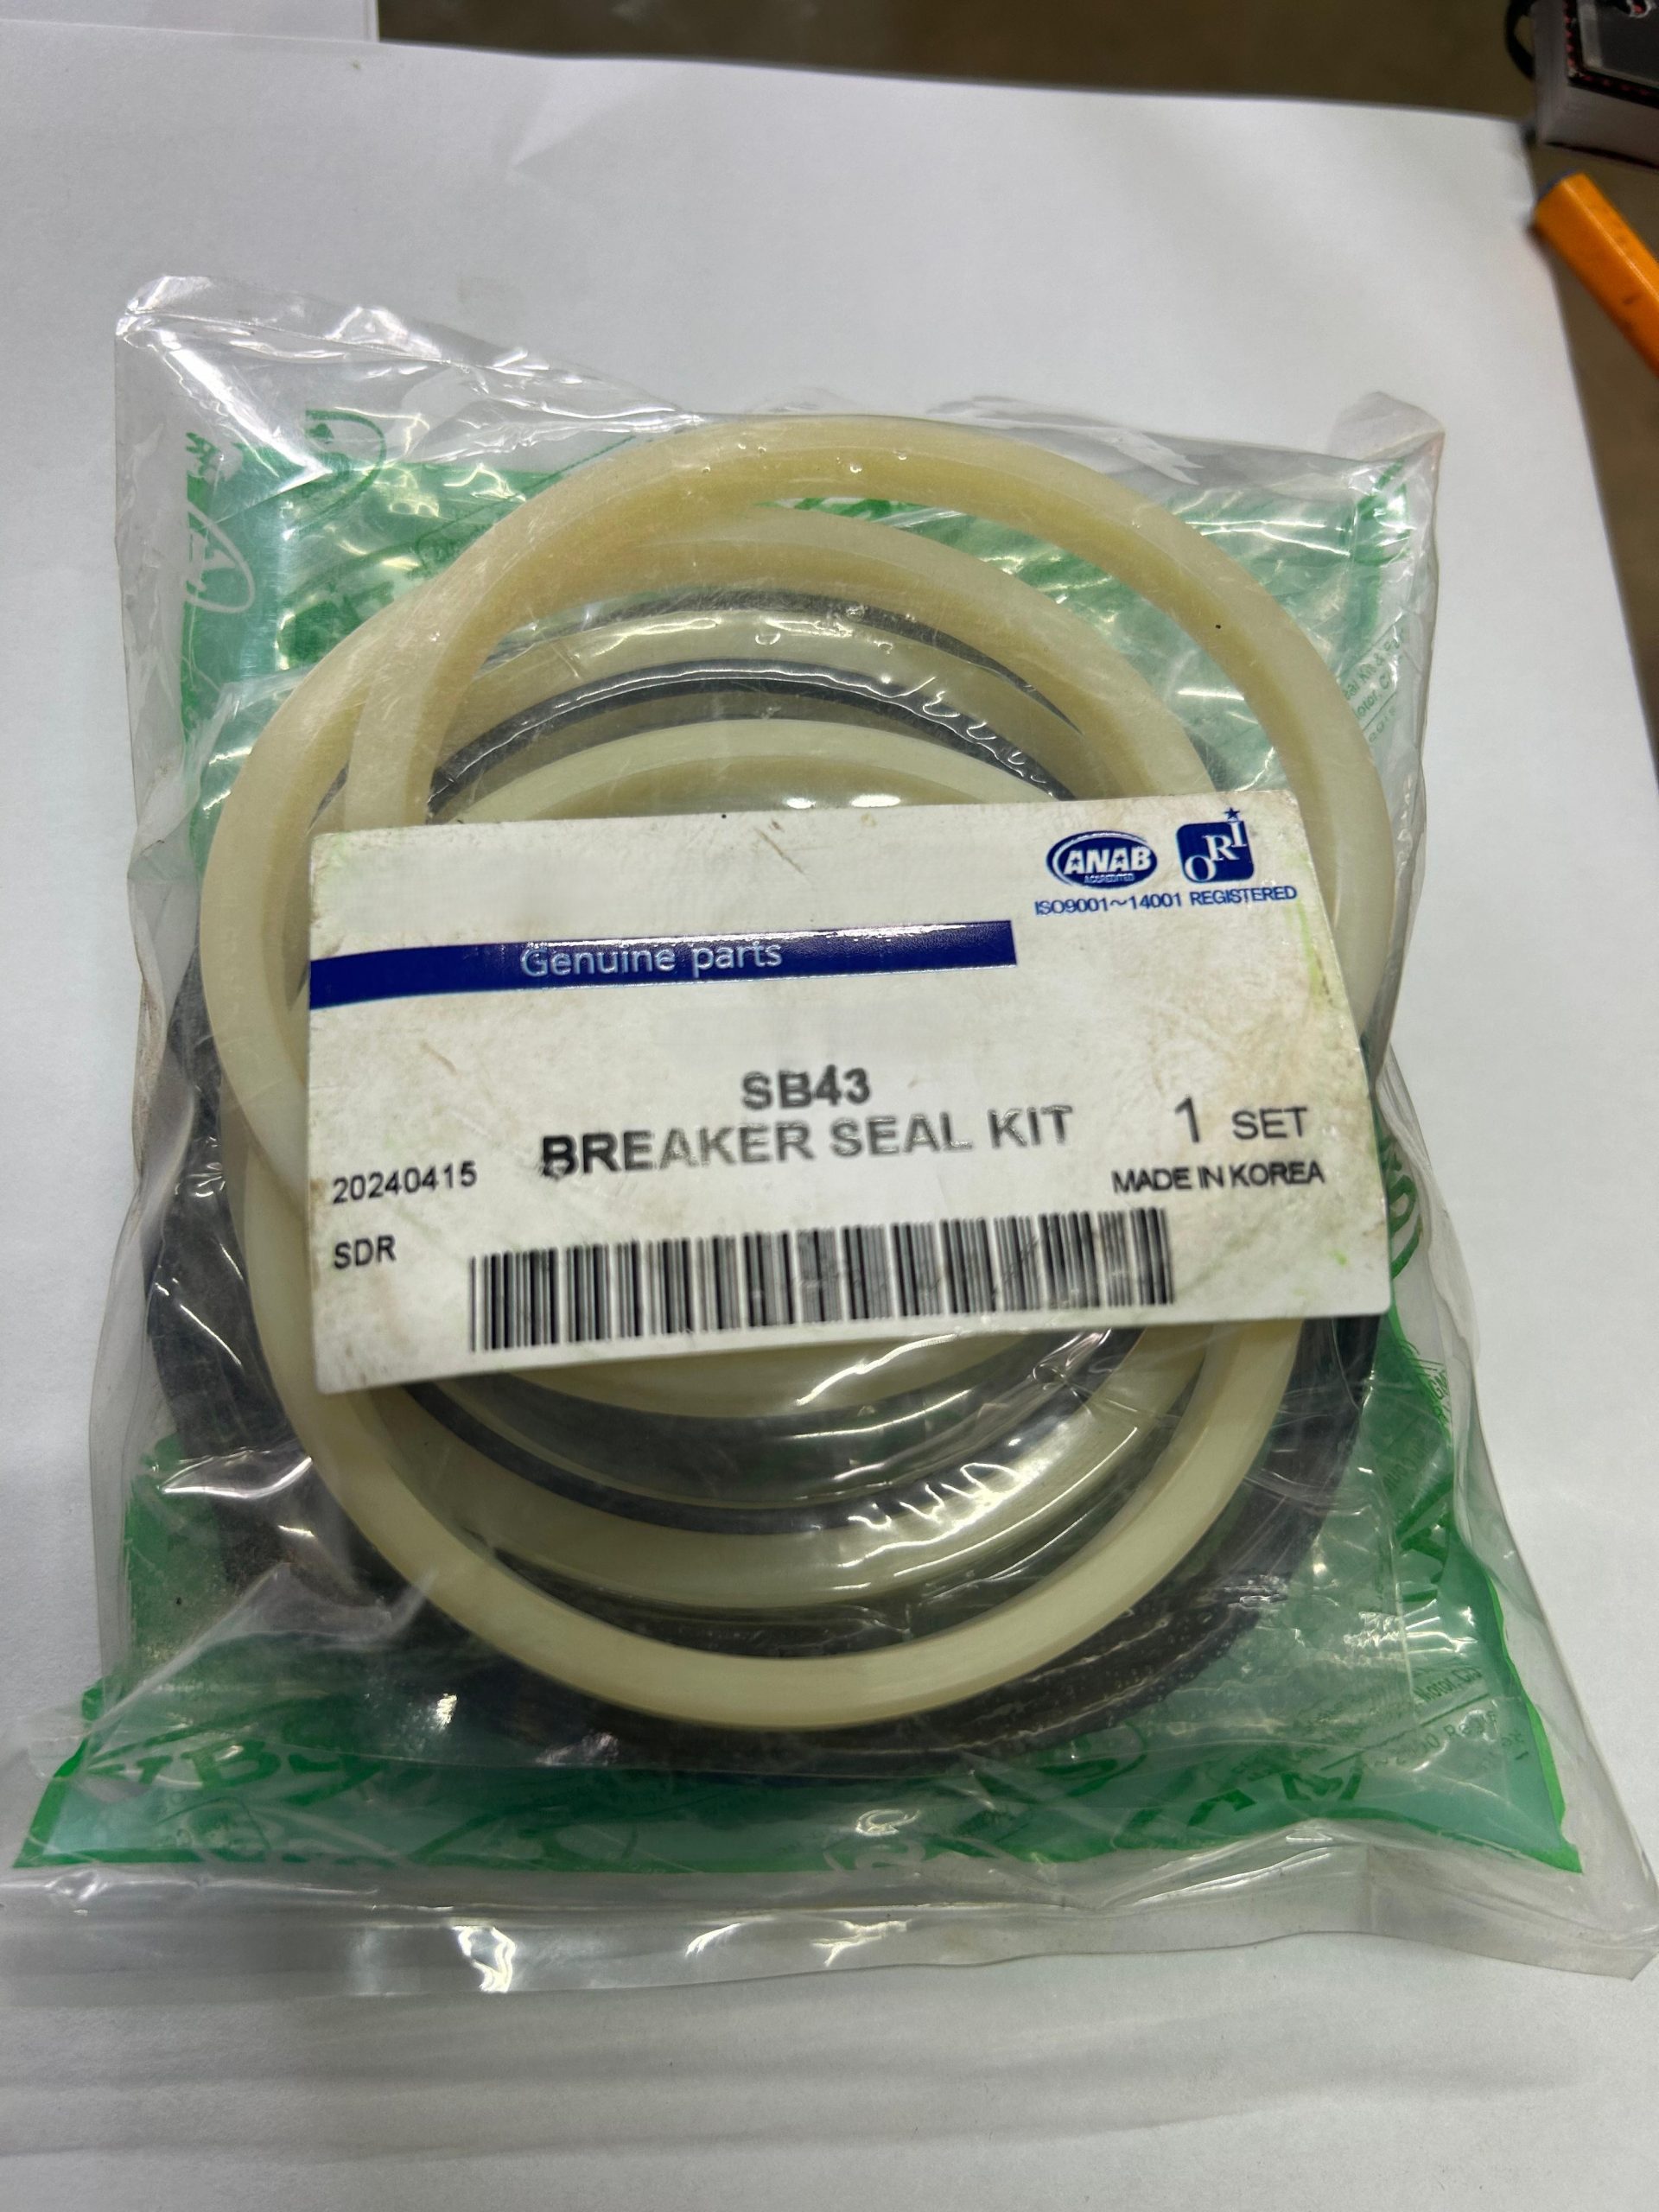 ANAB
ACCREDITED
ORI
ISO9001~14001 REGISTERED
Genuine parts
SB43
BREAKER SEAL KIT
1 SET
20240415
MADE IN KOREA
SDR